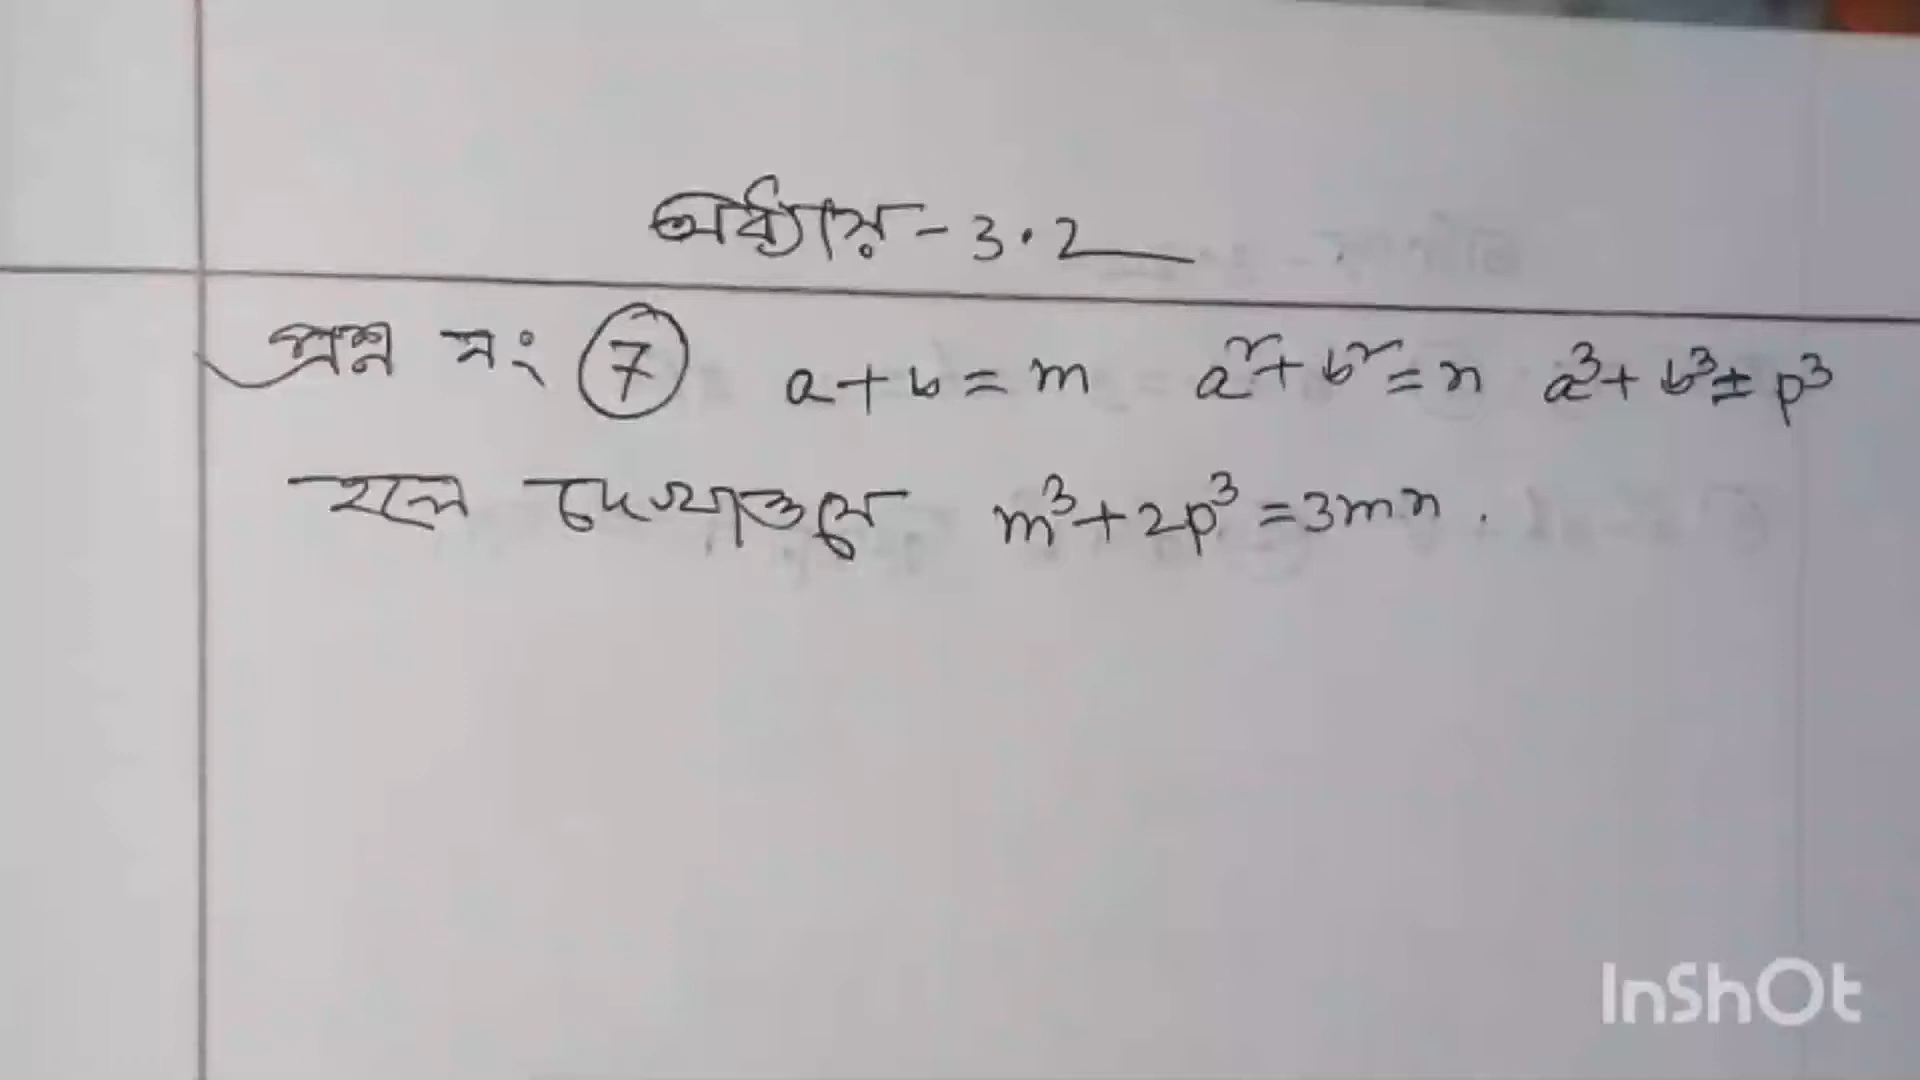 অধ্যায় - 3.2
প্রশ্ন নং 7 a + b = m a² + b² = n a³ + b³ = p³
হলে দেখাও যে m³ + 2p³ = 3mn.
InShOt